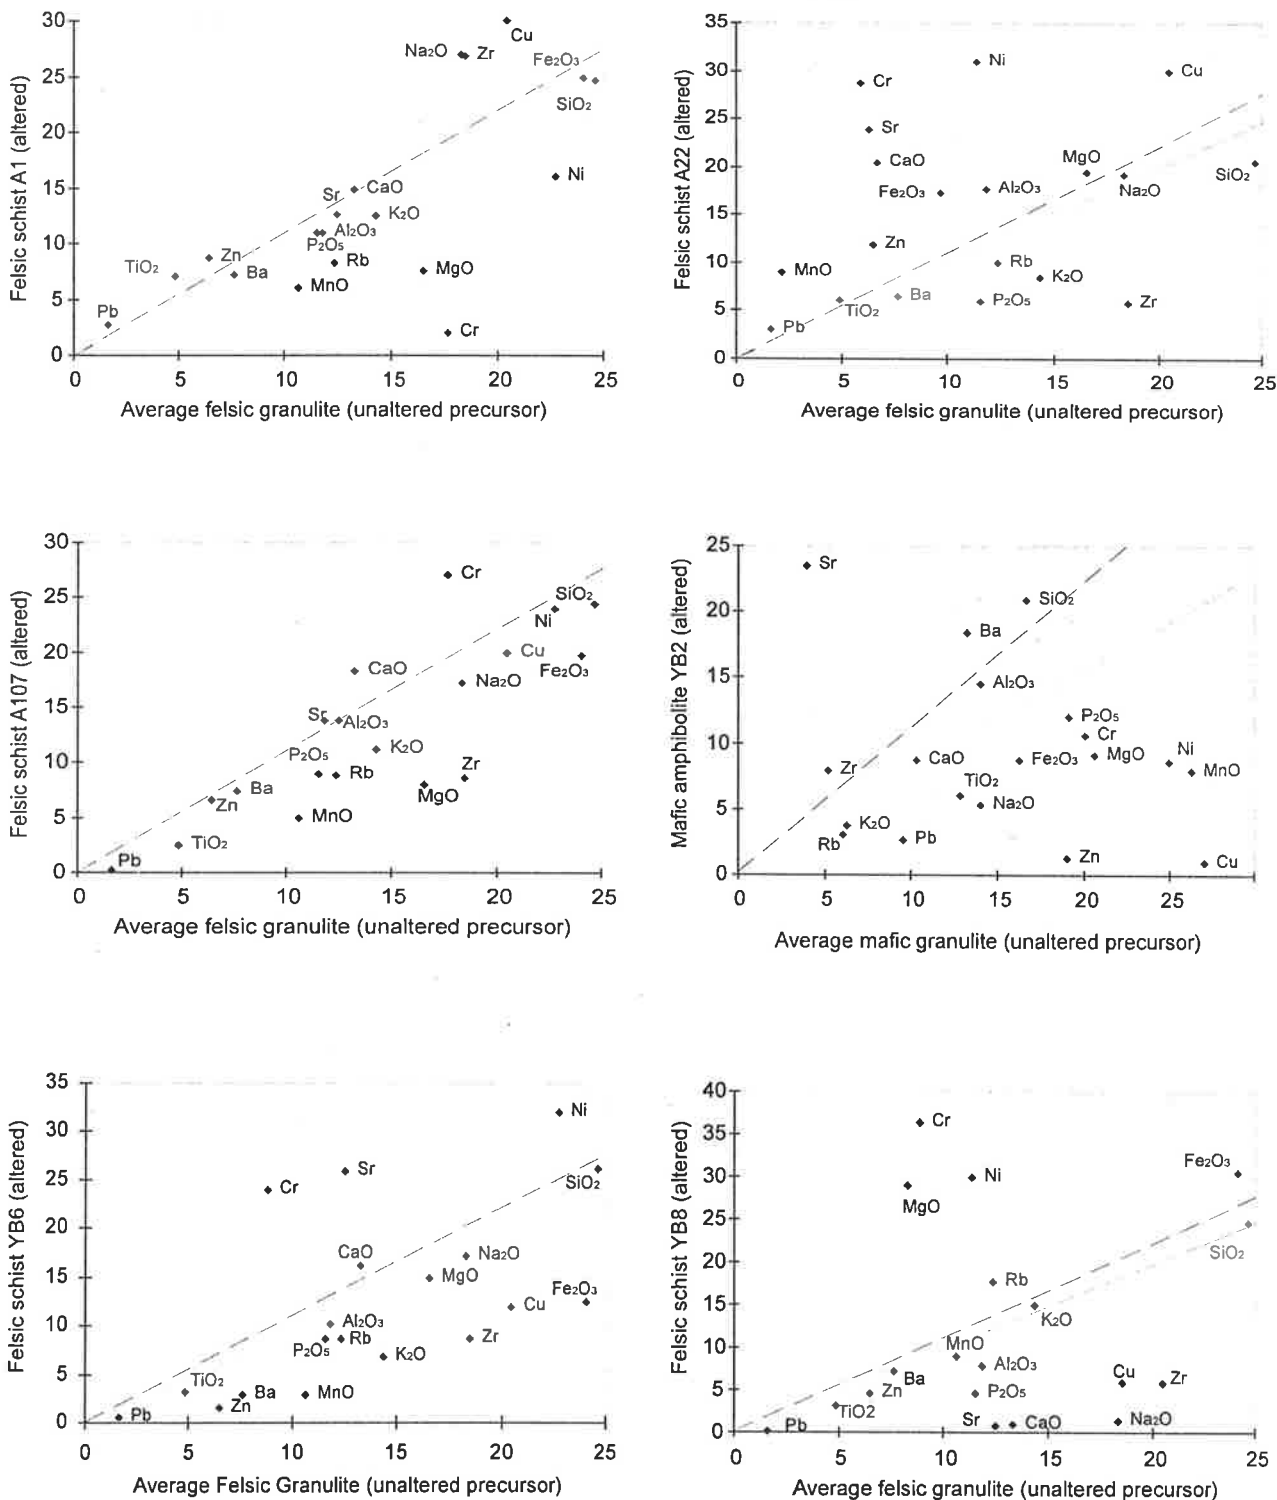 Felsic schist A1 (altered)
30
25
20
15
10
5
0
Cu
Na₂O
Zr
Fe₂O₃
SiO₂
Ni
Sr
CaO
K₂O
Al₂O₃
P₂O₅
Zn
TiO₂
Ba
Rb
MgO
MnO
Pb
Cr
0 5 10 15 20 25
Average felsic granulite (unaltered precursor)
Felsic schist A22 (altered)
35
30
25
20
15
10
5
0
Ni
Cu
Cr
Sr
MgO
CaO
SiO₂
Fe₂O₃
Al₂O₃
Na₂O
Zn
Rb
MnO
K₂O
Ba
P₂O₅
Zr
TiO₂
Pb
0 5 10 15 20 25
Average felsic granulite (unaltered precursor)
Felsic schist A107 (altered)
30
25
20
15
10
5
0
Cr
SiO₂
Ni
CaO
Cu
Fe₂O₃
Na₂O
Sr
Al₂O₃
P₂O₅
K₂O
Rb
Zr
MgO
Ba
Zn
MnO
TiO₂
Pb
0 5 10 15 20 25
Average felsic granulite (unaltered precursor)
Mafic amphibolite YB2 (altered)
25
20
15
10
5
0
Sr
SiO₂
Ba
Al₂O₃
P₂O₅
Cr
Ni
MgO
CaO
Fe₂O₃
Zr
MnO
TiO₂
Na₂O
K₂O
Rb
Pb
Zn
Cu
0 5 10 15 20 25
Average mafic granulite (unaltered precursor)
Felsic schist YB6 (altered)
35
30
25
20
15
10
5
0
Ni
Sr
Cr
SiO₂
CaO
Na₂O
MgO
Fe₂O₃
Cu
Al₂O₃
P₂O₅
Rb
Zr
K₂O
TiO₂
Ba
MnO
Zn
Pb
0 5 10 15 20 25
Average Felsic Granulite (unaltered precursor)
Felsic schist YB8 (altered)
40
35
30
25
20
15
10
5
0
Cr
Fe₂O₃
Ni
MgO
SiO₂
Rb
K₂O
MnO
Al₂O₃
Ba
Cu
Zr
Zn
P₂O₅
TiO2
Sr
CaO
Na₂O
Pb
0 5 10 15 20 25
Average felsic granulite (unaltered precursor)